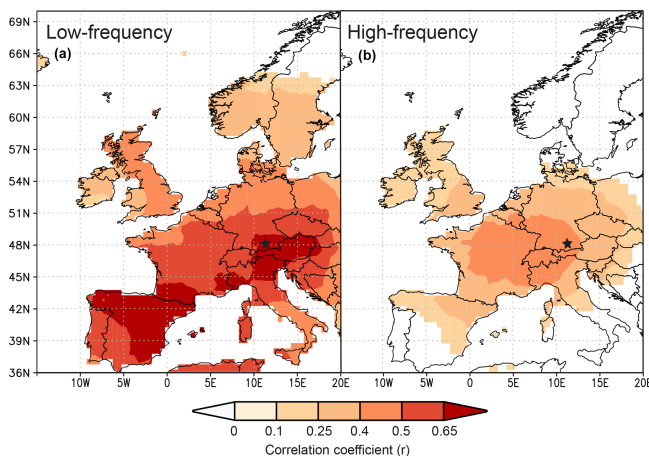 Low-frequency
High-frequency
(a)
(b)
69N
66N
63N
60N
57N
54N
51N
48N
45N
42N
39N
36N
10W 5W 0 5E 10E 15E 20E
10W 5W 0 5E 10E 15E 20E
0 0.1 0.25 0.4 0.5 0.65
Correlation coefficient (r)